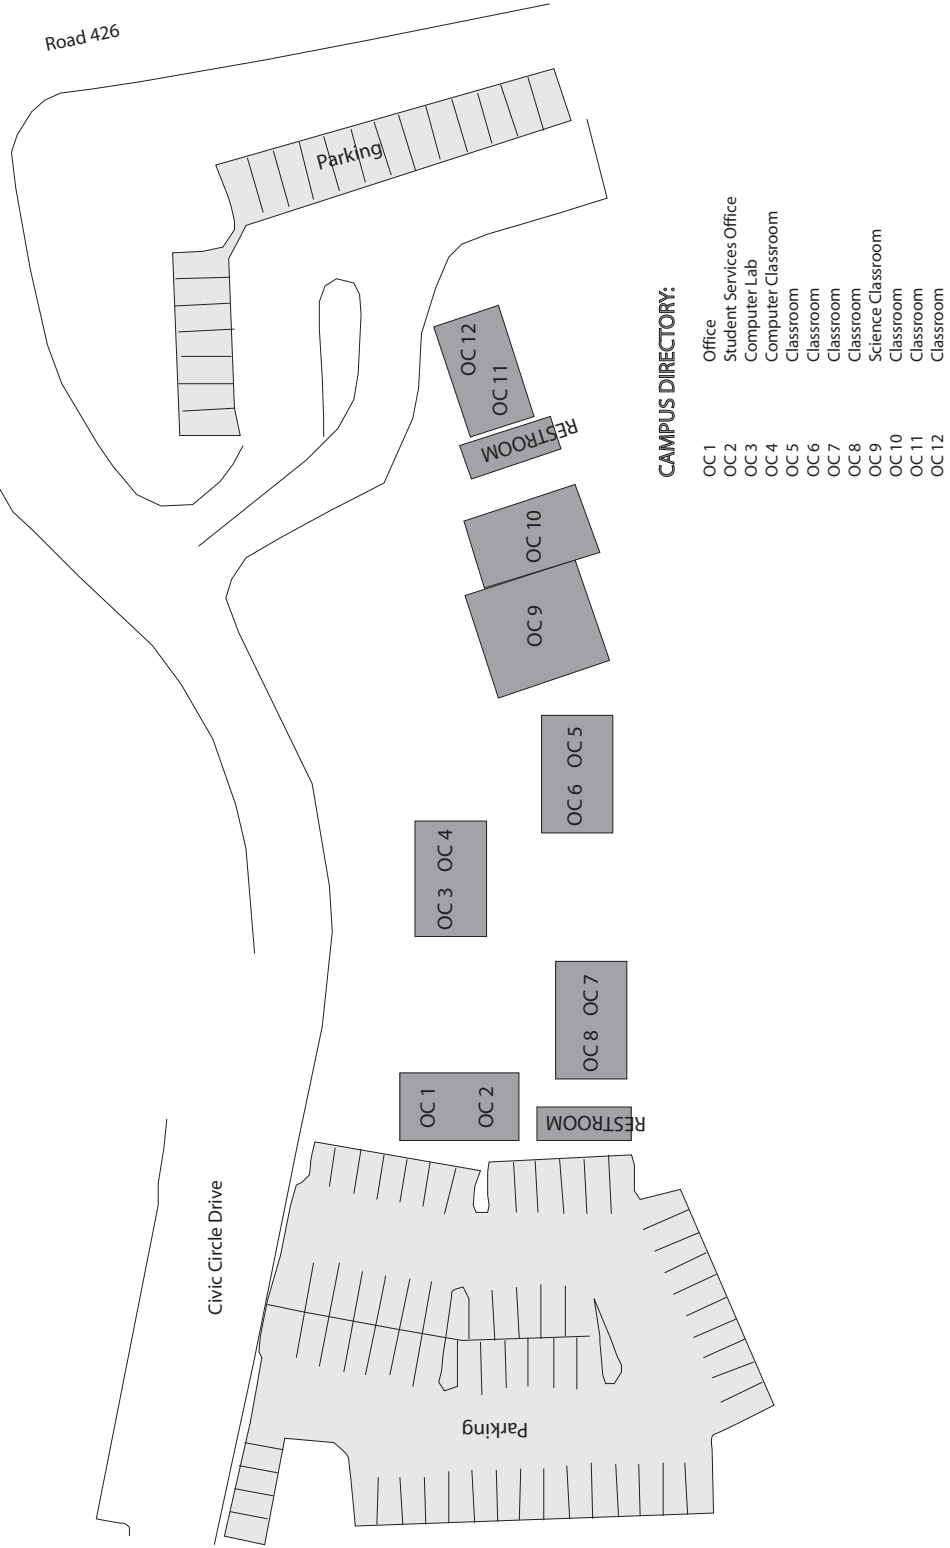 Road 426
Parking
OC 12
OC 11
RESTROOM
OC 10
OC 9
OC 6 OC 5
OC 3 OC 4
OC 8 OC 7
OC 1
OC 2
RESTROOM
Civic Circle Drive
Parking
CAMPUS DIRECTORY:
OC 1 Office
OC 2 Student Services Office
OC 3 Computer Lab
OC 4 Computer Classroom
OC 5 Classroom
OC 6 Classroom
OC 7 Classroom
OC 8 Classroom
OC 9 Science Classroom
OC 10 Classroom
OC 11 Classroom
OC 12 Classroom